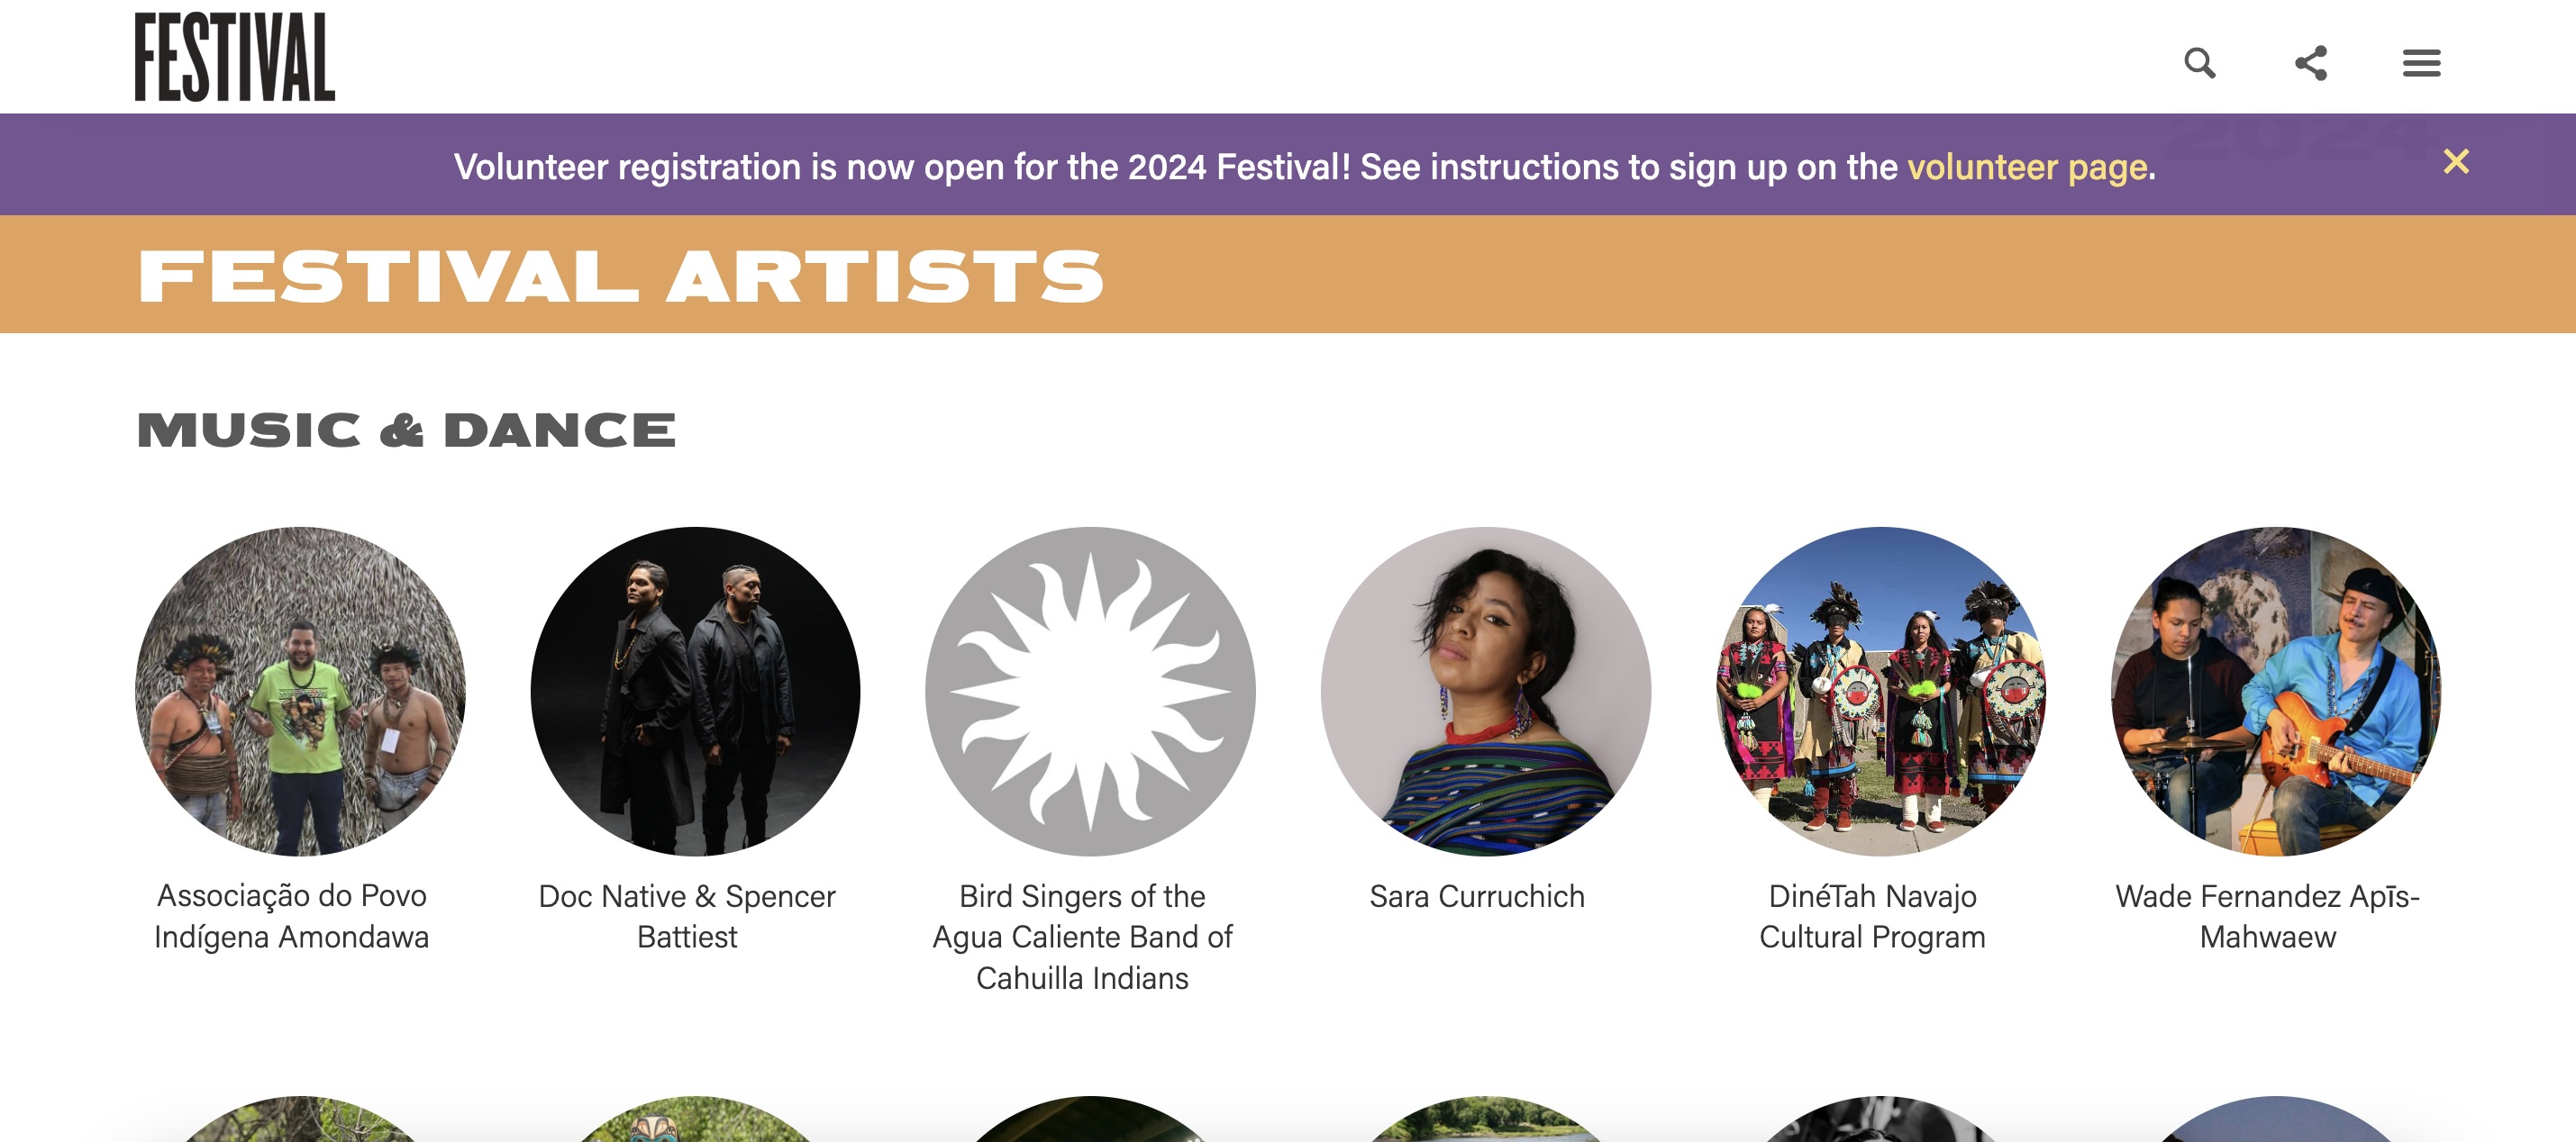 FESTIVAL
2024
Volunteer registration is now open for the 2024 Festival! See instructions to sign up on the volunteer page.
FESTIVAL ARTISTS
MUSIC & DANCE
Associação do Povo
Indígena Amondawa
Doc Native & Spencer
Battiest
Bird Singers of the
Agua Caliente Band of
Cahuilla Indians
Sara Curruchich
DinéTah Navajo
Cultural Program
Wade Fernandez Apīs-
Mahwaew